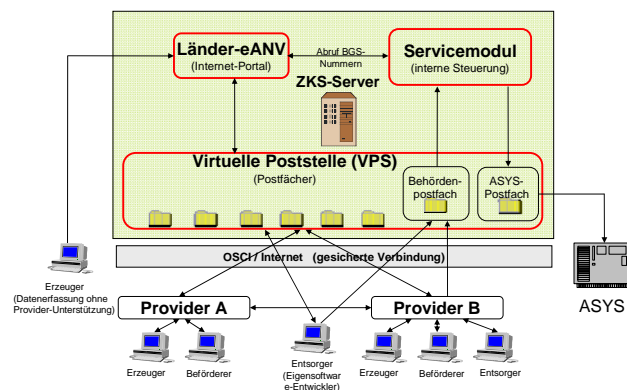 Länder-eANV
(Internet-Portal)
Abruf BGS-
Nummern
Servicemodul
(interne Steuerung)
ZKS-Server
Virtuelle Poststelle (VPS)
(Postfächer)
Behörden-
postfach
ASYS-
Postfach
OSCI / Internet (gesicherte Verbindung)
Erzeuger
(Datenerfassung ohne
Provider-Unterstützung)
Provider A
Provider B
ASYS
Erzeuger
Beförderer
Entsorger
(Eigensoftwar
e-Entwickler)
Erzeuger
Beförderer
Entsorger